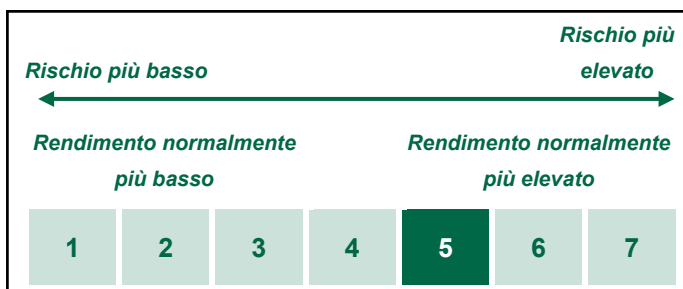 Rischio più
Rischio più basso
elevato
Rendimento normalmente
più basso
Rendimento normalmente
più elevato
1 2 3 4 5 6 7